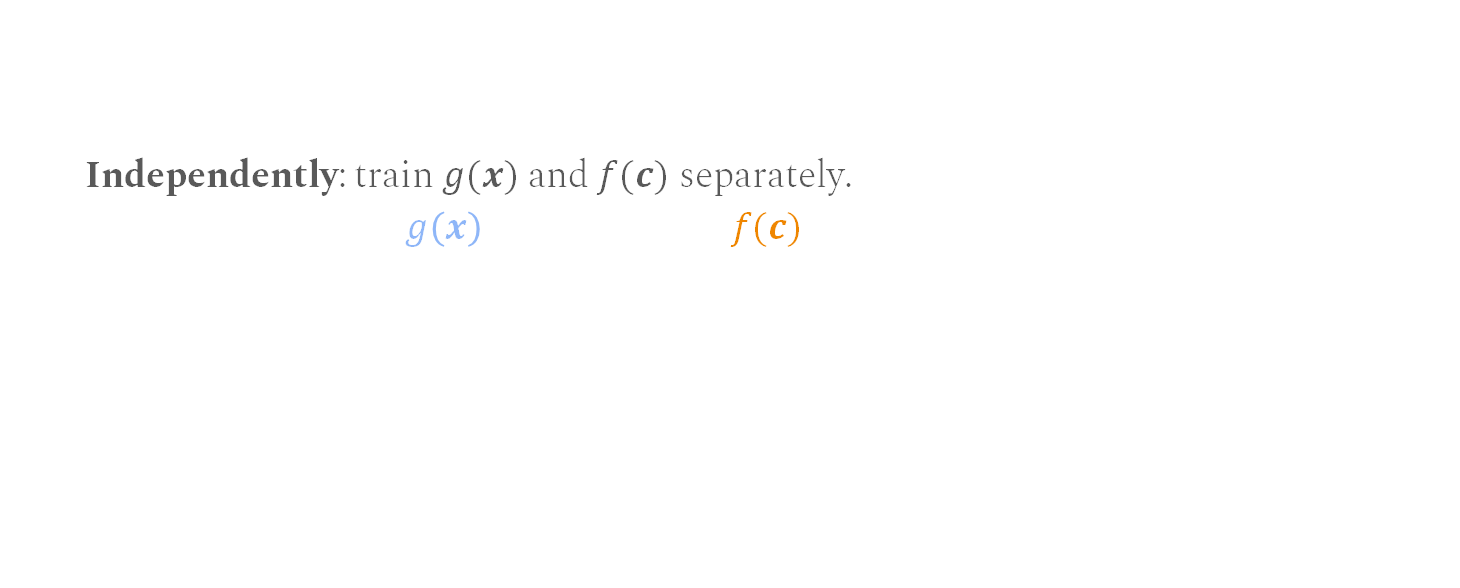 Independently: train g(x) and f(c) separately.
g(x) f(c)